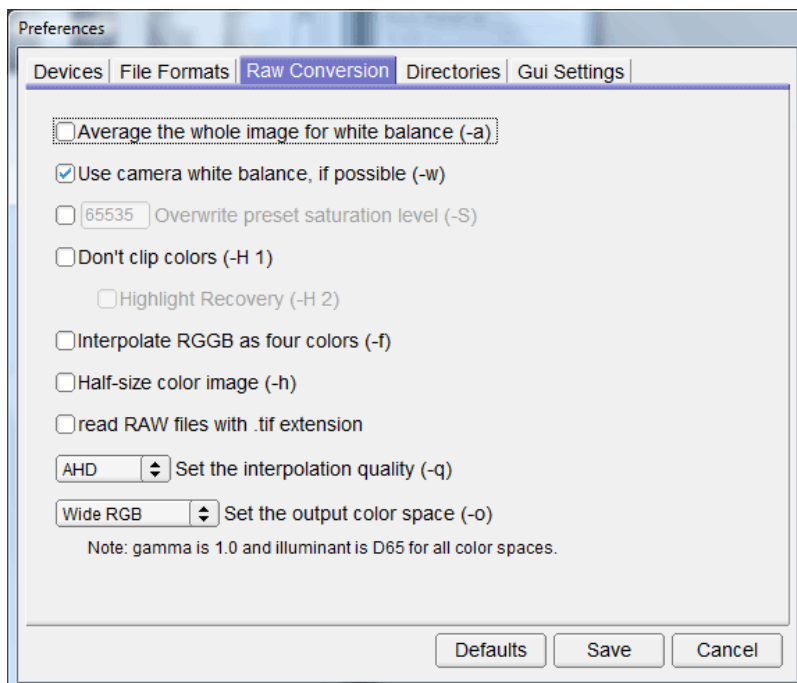 Preferences
Devices File Formats Raw Conversion Directories Gui Settings
Average the whole image for white balance (-a)
Use camera white balance, if possible (-w)
65535 Overwrite preset saturation level (-S)
Don't clip colors (-H 1)
Highlight Recovery (-H 2)
Interpolate RGGB as four colors (-f)
Half-size color image (-h)
read RAW files with .tif extension
AHD Set the interpolation quality (-q)
Wide RGB Set the output color space (-o)
Note: gamma is 1.0 and illuminant is D65 for all color spaces.
Defaults Save Cancel